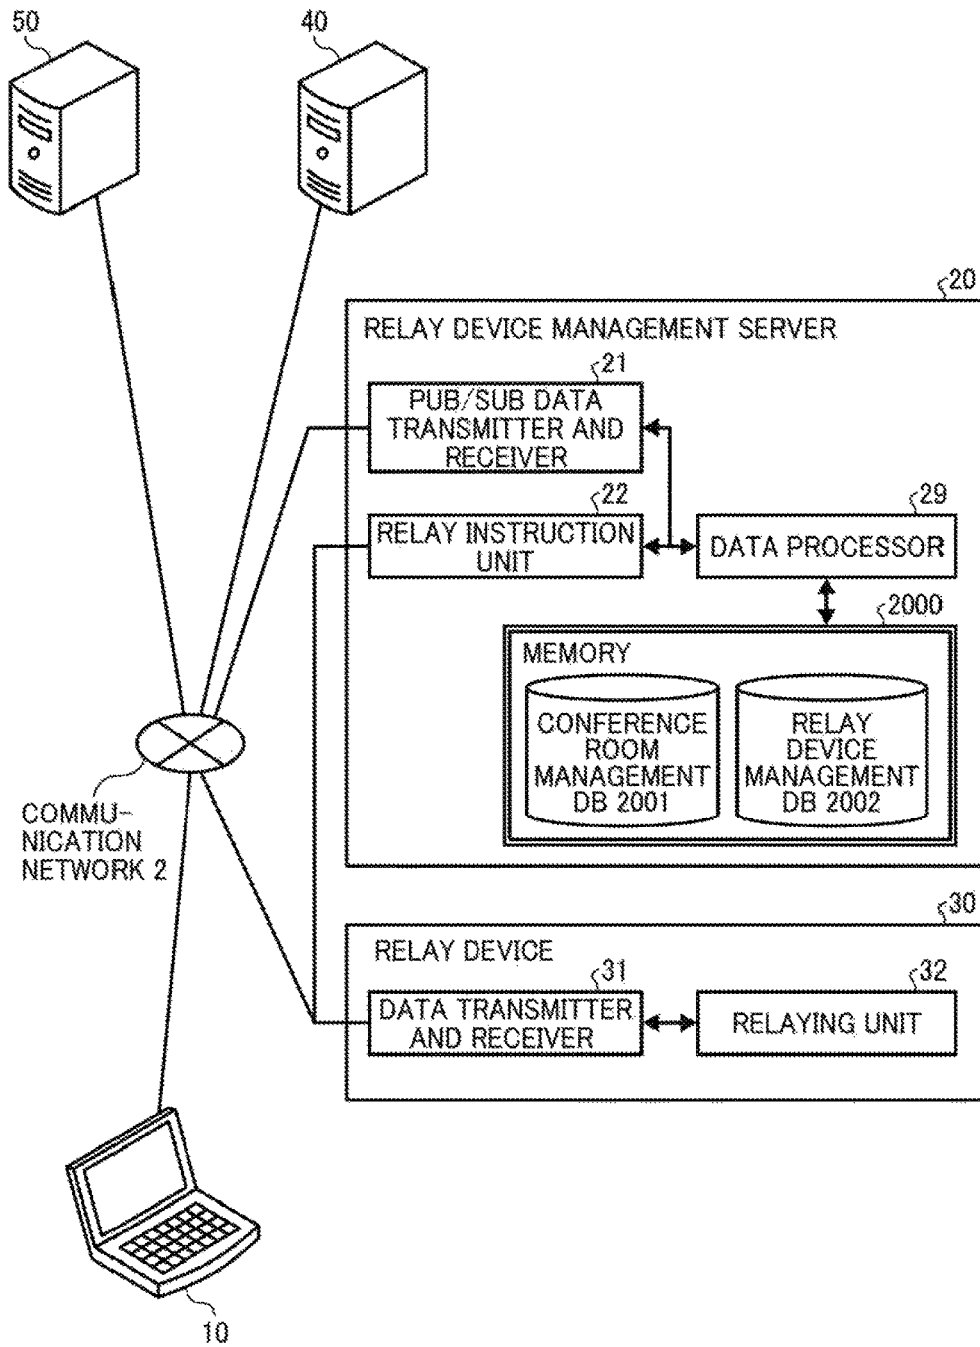 50
40
20
RELAY DEVICE MANAGEMENT SERVER
21
PUB/SUB DATA
TRANSMITTER AND
RECEIVER
22
RELAY INSTRUCTION
UNIT
29
DATA PROCESSOR
2000
MEMORY
CONFERENCE
ROOM
MANAGEMENT
DB 2001
RELAY
DEVICE
MANAGEMENT
DB 2002
COMMU-
NICATION
NETWORK 2
30
RELAY DEVICE
31
DATA TRANSMITTER
AND RECEIVER
32
RELAYING UNIT
10